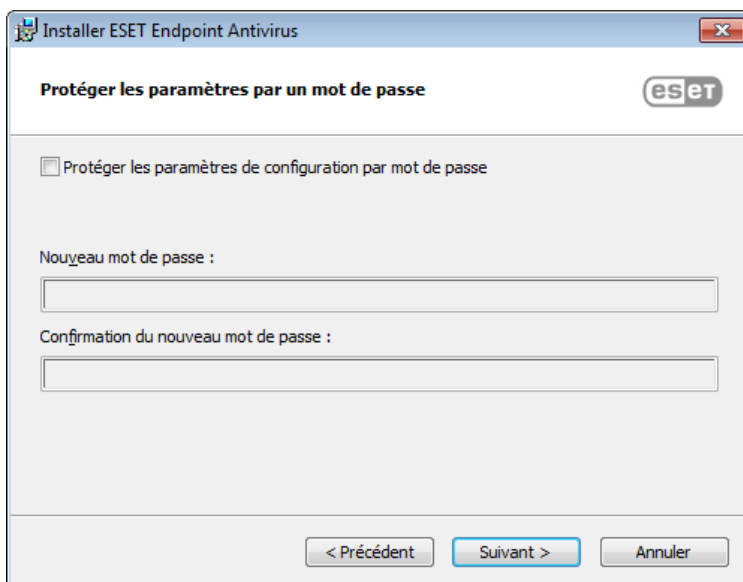 Installer ESET Endpoint Antivirus
Protéger les paramètres par un mot de passe
eset
Protéger les paramètres de configuration par mot de passe
Nouveau mot de passe :
Confirmation du nouveau mot de passe :
< Précédent
Suivant >
Annuler